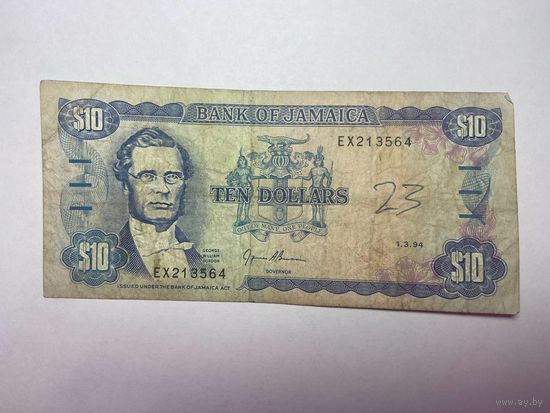 BANK OF JAMAICA
$10
$10
EX213564
TEN DOLLARS
23
OUT OF MANY, ONE PEOPLE
1.3.94
GEORGE
WILLIAM
GORDON
EX213564
GOVERNOR
$10
$10
ISSUED UNDER THE BANK OF JAMAICA ACT
www.ay.by